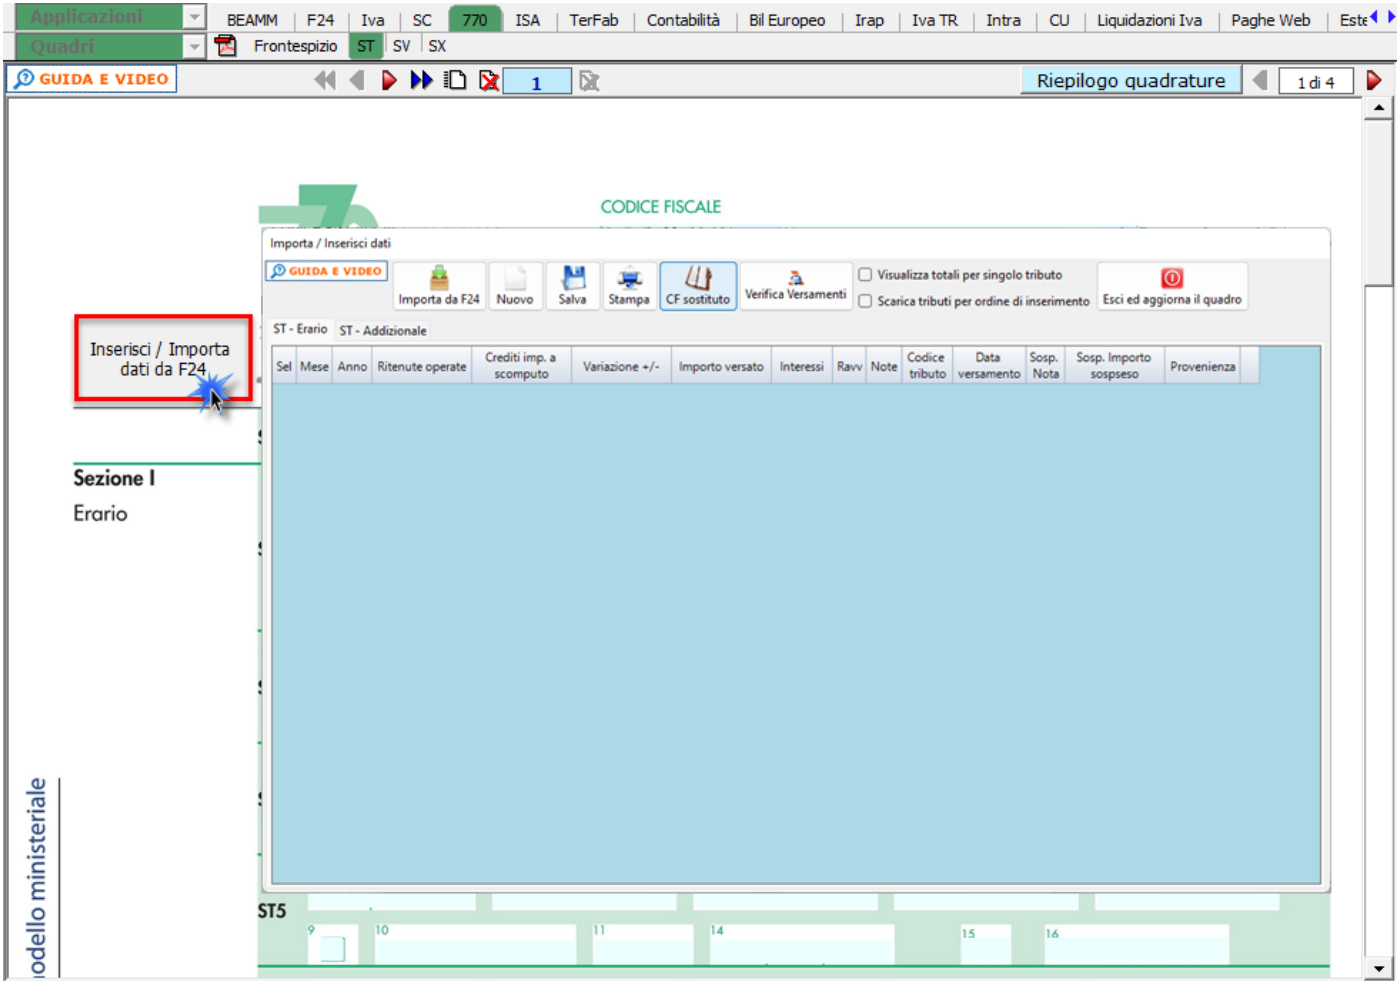 Applicazioni
BEAMM F24 Iva SC 770 ISA TerFab Contabilità Bil Europeo Irap Iva TR Intra CU Liquidazioni Iva Paghe Web Este
Quadri
Frontespizio ST SV SX
GUIDA E VIDEO
1
Riepilogo quadrature
1 di 4
CODICE FISCALE
Importa / Inserisci dati
GUIDA E VIDEO
Importa da F24
Nuovo
Salva
Stampa
CF sostituto
Verifica Versamenti
Visualizza totali per singolo tributo
Scarica tributi per ordine di inserimento
Esci ed aggiorna il quadro
ST - Erario
ST - Addizionale
Inserisci / Importa
dati da F24
Sel
Mese
Anno
Ritenute operate
Crediti imp. a
scomputo
Variazione +/-
Importo versato
Interessi
Ravv
Note
Codice
tributo
Data
versamento
Sosp.
Nota
Sosp. Importo
sospseso
Provenienza
Sezione I
Erario
odello ministeriale
ST5
9
10
11
14
15
16